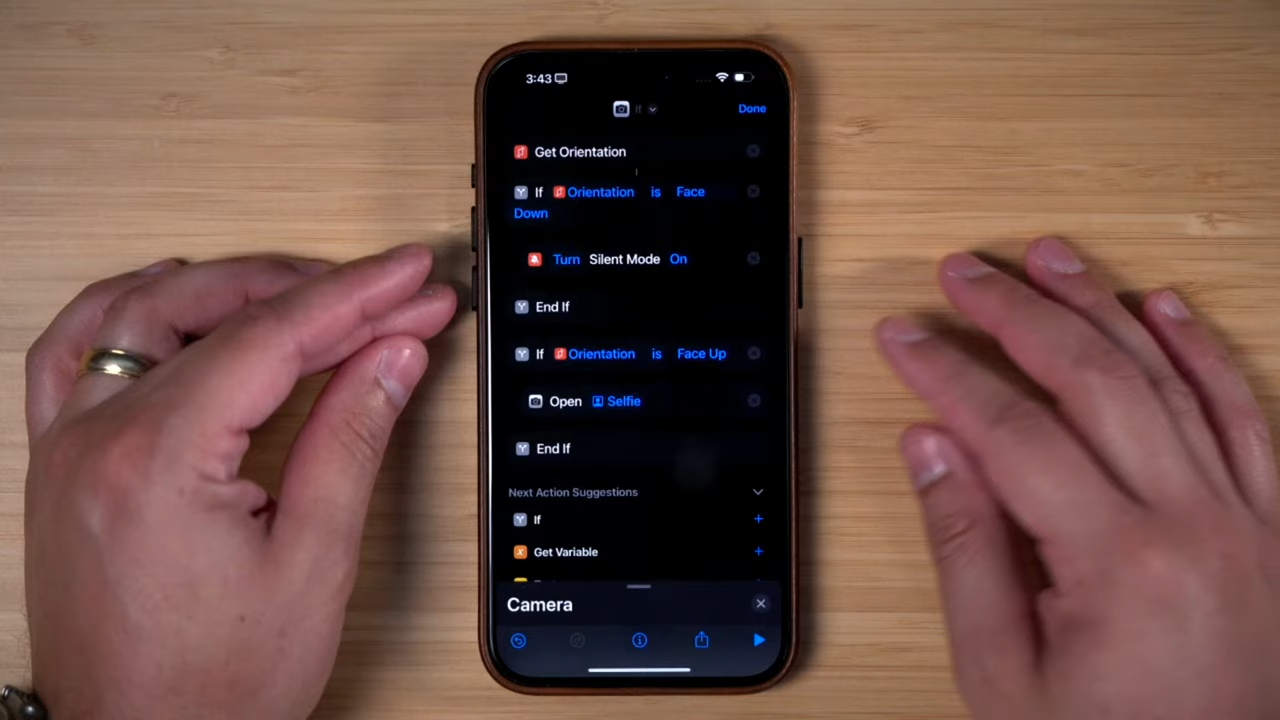 3:43
If
Done
Get Orientation
If Orientation is Face
Down
Turn Silent Mode On
End If
If Orientation is Face Up
Open Selfie
End If
Next Action Suggestions
If
Get Variable
Camera